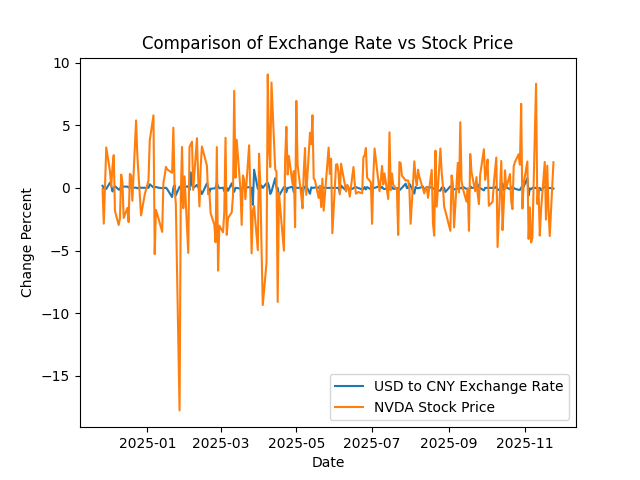 Comparison of Exchange Rate vs Stock Price
10
5
0
−5
−10
−15
Change Percent
USD to CNY Exchange Rate
NVDA Stock Price
2025-01 2025-03 2025-05 2025-07 2025-09 2025-11
Date